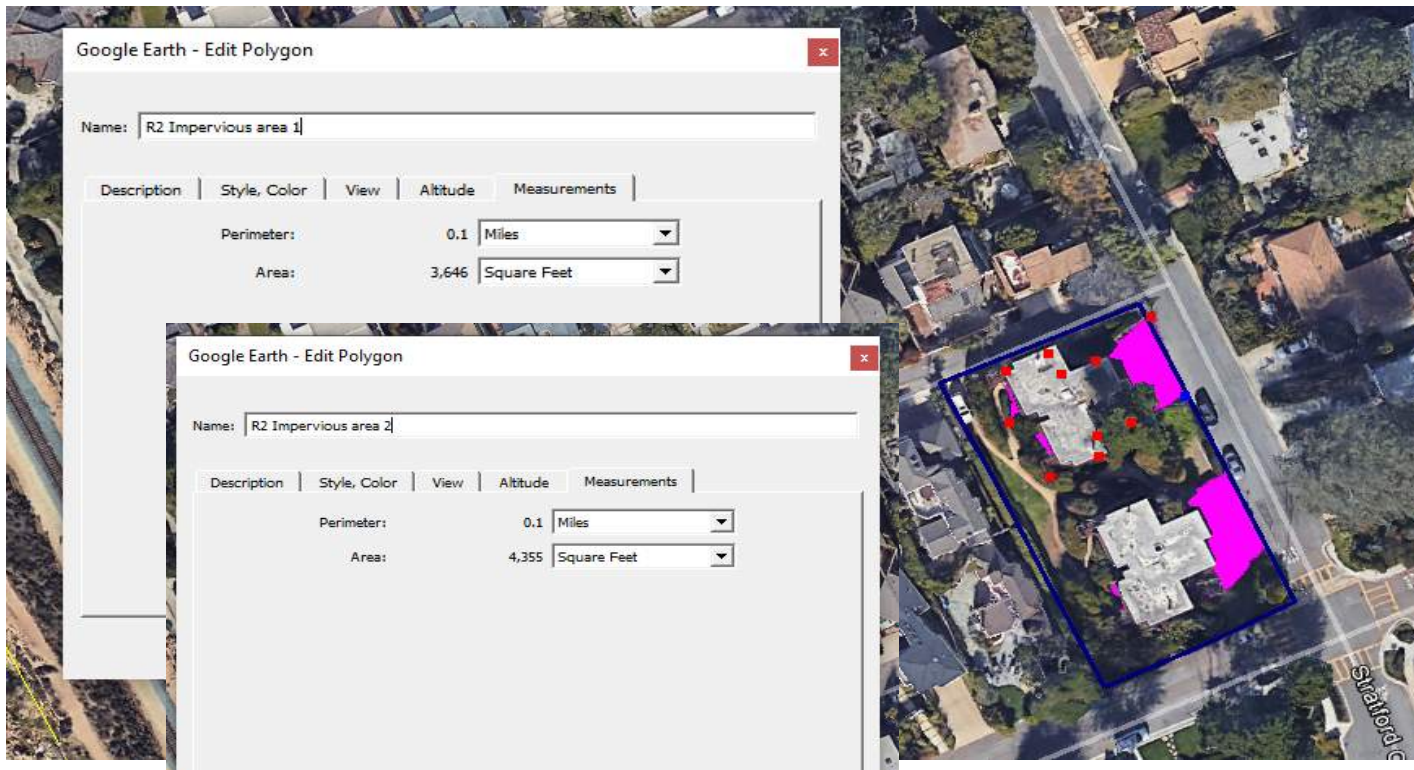 Google Earth - Edit Polygon
x
Name: R2 Impervious area 1
Description Style, Color View Altitude Measurements
Perimeter: 0.1 Miles
Area: 3,646 Square Feet
Google Earth - Edit Polygon
x
Name: R2 Impervious area 2
Description Style, Color View Altitude Measurements
Perimeter: 0.1 Miles
Area: 4,355 Square Feet
Stratford